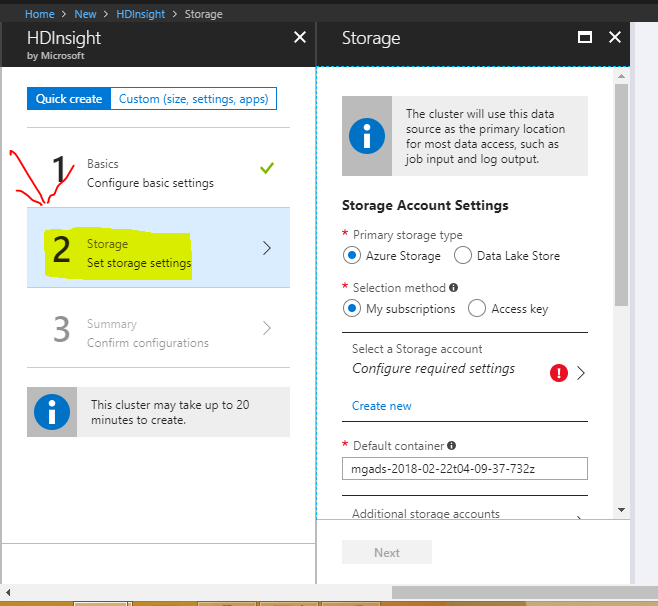 Home > New > HDInsight > Storage
HDInsight
by Microsoft
Quick create Custom (size, settings, apps)
1 Basics
Configure basic settings
2 Storage
Set storage settings
3 Summary
Confirm configurations
This cluster may take up to 20
minutes to create.
Storage
The cluster will use this data
source as the primary location
for most data access, such as
job input and log output.
Storage Account Settings
* Primary storage type
Azure Storage Data Lake Store
* Selection method
My subscriptions Access key
Select a Storage account
Configure required settings
Create new
* Default container
mgads-2018-02-22t04-09-37-732z
Additional storage accounts
Next